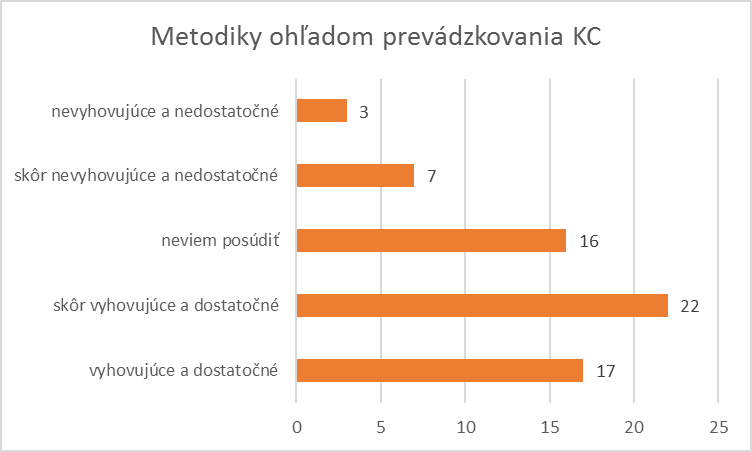 Metodiky ohľadom prevádzkovania KC
nevyhovujúce a nedostatočné 3
skôr nevyhovujúce a nedostatočné 7
neviem posúdiť 16
skôr vyhovujúce a dostatočné 22
vyhovujúce a dostatočné 17
0 5 10 15 20 25